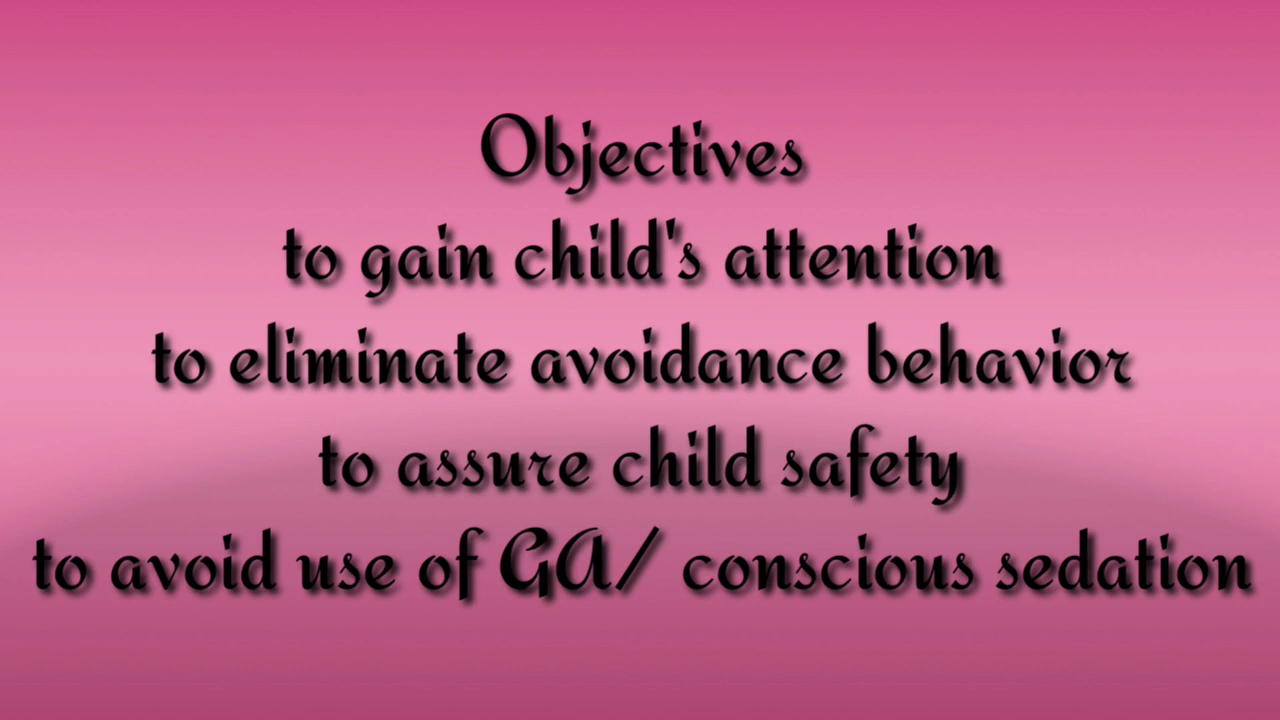 Objectives
to gain child's attention
to eliminate avoidance behavior
to assure child safety
to avoid use of GA/ conscious sedation